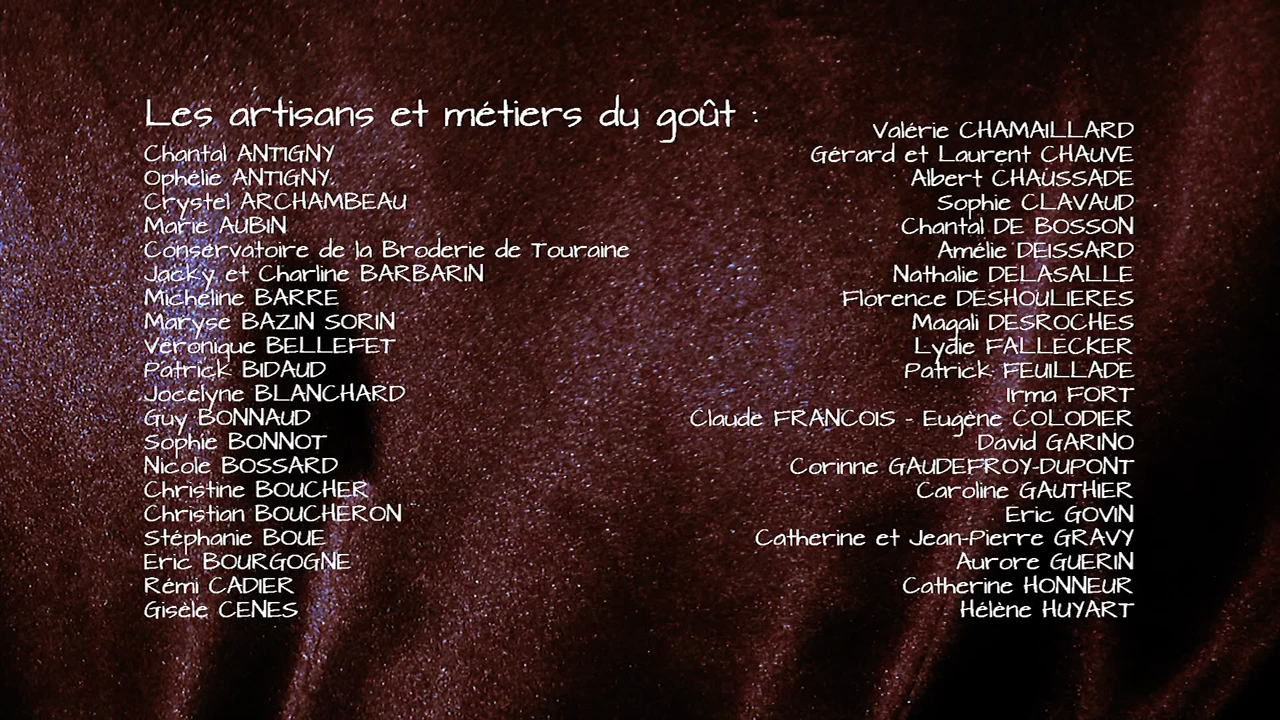 Les artisans et métiers du goût :
Chantal ANTIGNY
Ophélie ANTIGNY
Crystel ARCHAMBEAU
Marie AUBIN
Conservatoire de la Broderie de Touraine
Jacky et Charline BARBARIN
Micheline BARRE
Maryse BAZIN SORIN
Véronique BELLEFET
Patrick BIDAUD
Jocelyne BLANCHARD
Guy BONNAUD
Sophie BONNOT
Nicole BOSSARD
Christine BOUCHER
Christian BOUCHERON
Stéphanie BOUE
Eric BOURGOGNE
Rémi CADIER
Gisèle CENES
Valérie CHAMAILLARD
Gérard et Laurent CHAUVE
Albert CHAUSSADE
Sophie CLAVAUD
Chantal DE BOSSON
Amélie DEISSARD
Nathalie DELASALLE
Florence DESHOULIERES
Magali DESROCHES
Lydie FALLECKER
Patrick FEUILLADE
Irma FORT
Claude FRANCOIS - Eugène COLODIER
David GARINO
Corinne GAUDEFROY-DUPONT
Caroline GAUTHIER
Eric GOVIN
Catherine et Jean-Pierre GRAVY
Aurore GUERIN
Catherine HONNEUR
Hélène HUYART